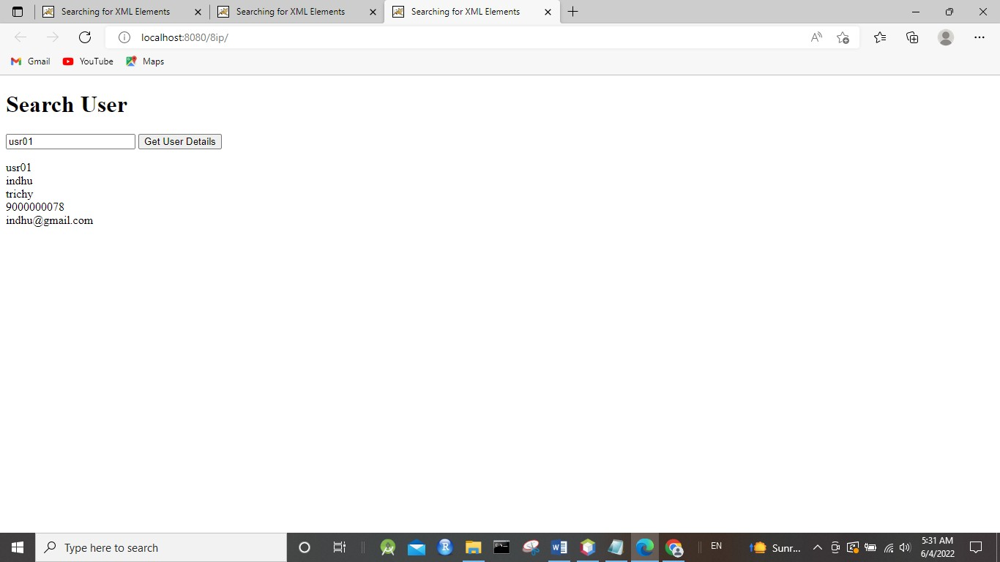 Searching for XML Elements
Searching for XML Elements
Searching for XML Elements
localhost:8080/8ip/
Gmail
YouTube
Maps
Search User
usr01
Get User Details
usr01
indhu
trichy
9000000078
indhu@gmail.com
Type here to search
EN
Sunr...
5:31 AM
6/4/2022